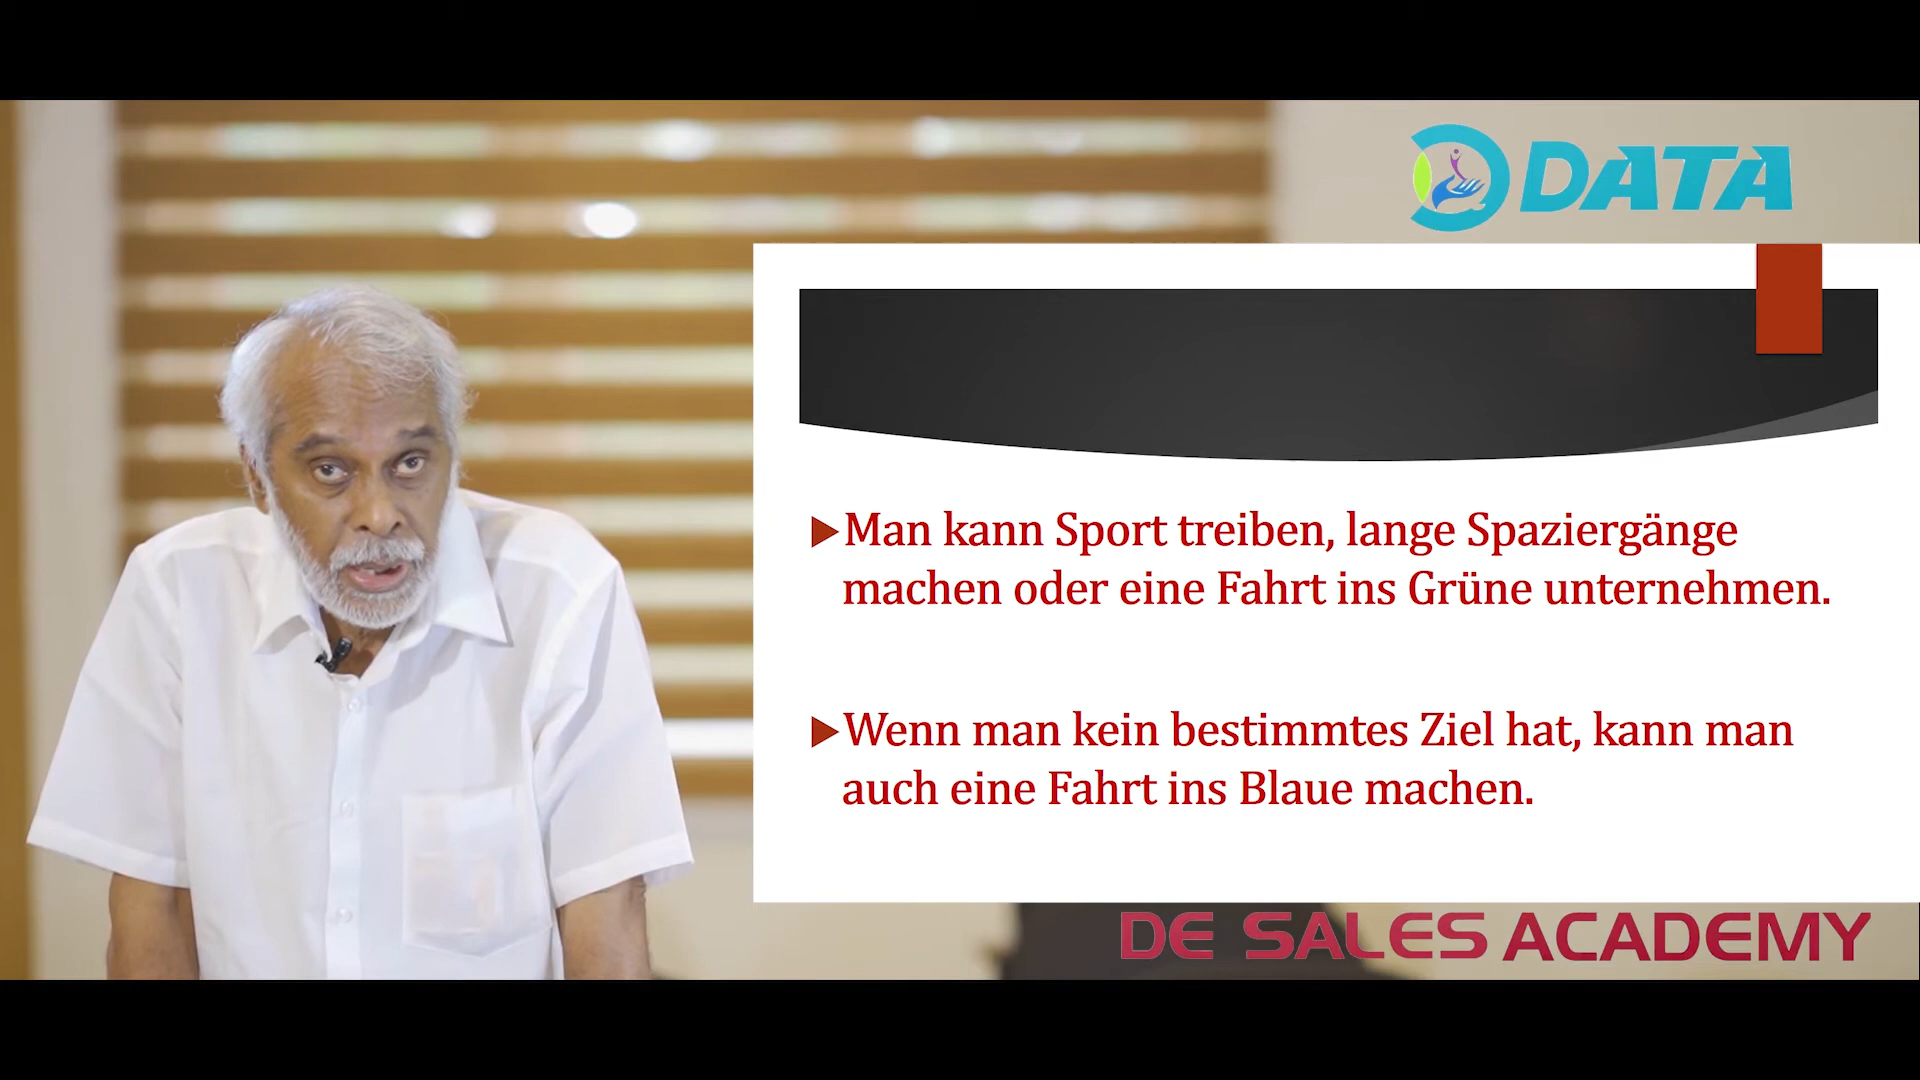 DATA
Man kann Sport treiben, lange Spaziergänge
machen oder eine Fahrt ins Grüne unternehmen.
Wenn man kein bestimmtes Ziel hat, kann man
auch eine Fahrt ins Blaue machen.
DE SALES ACADEMY